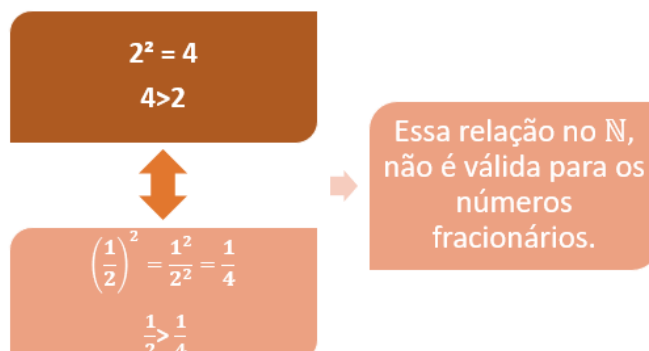 2² = 4
4>2
(1/2)² = 1²/2² = 1/4
1/2 > 1/4
Essa relação no ℕ,
não é válida para os
números
fracionários.